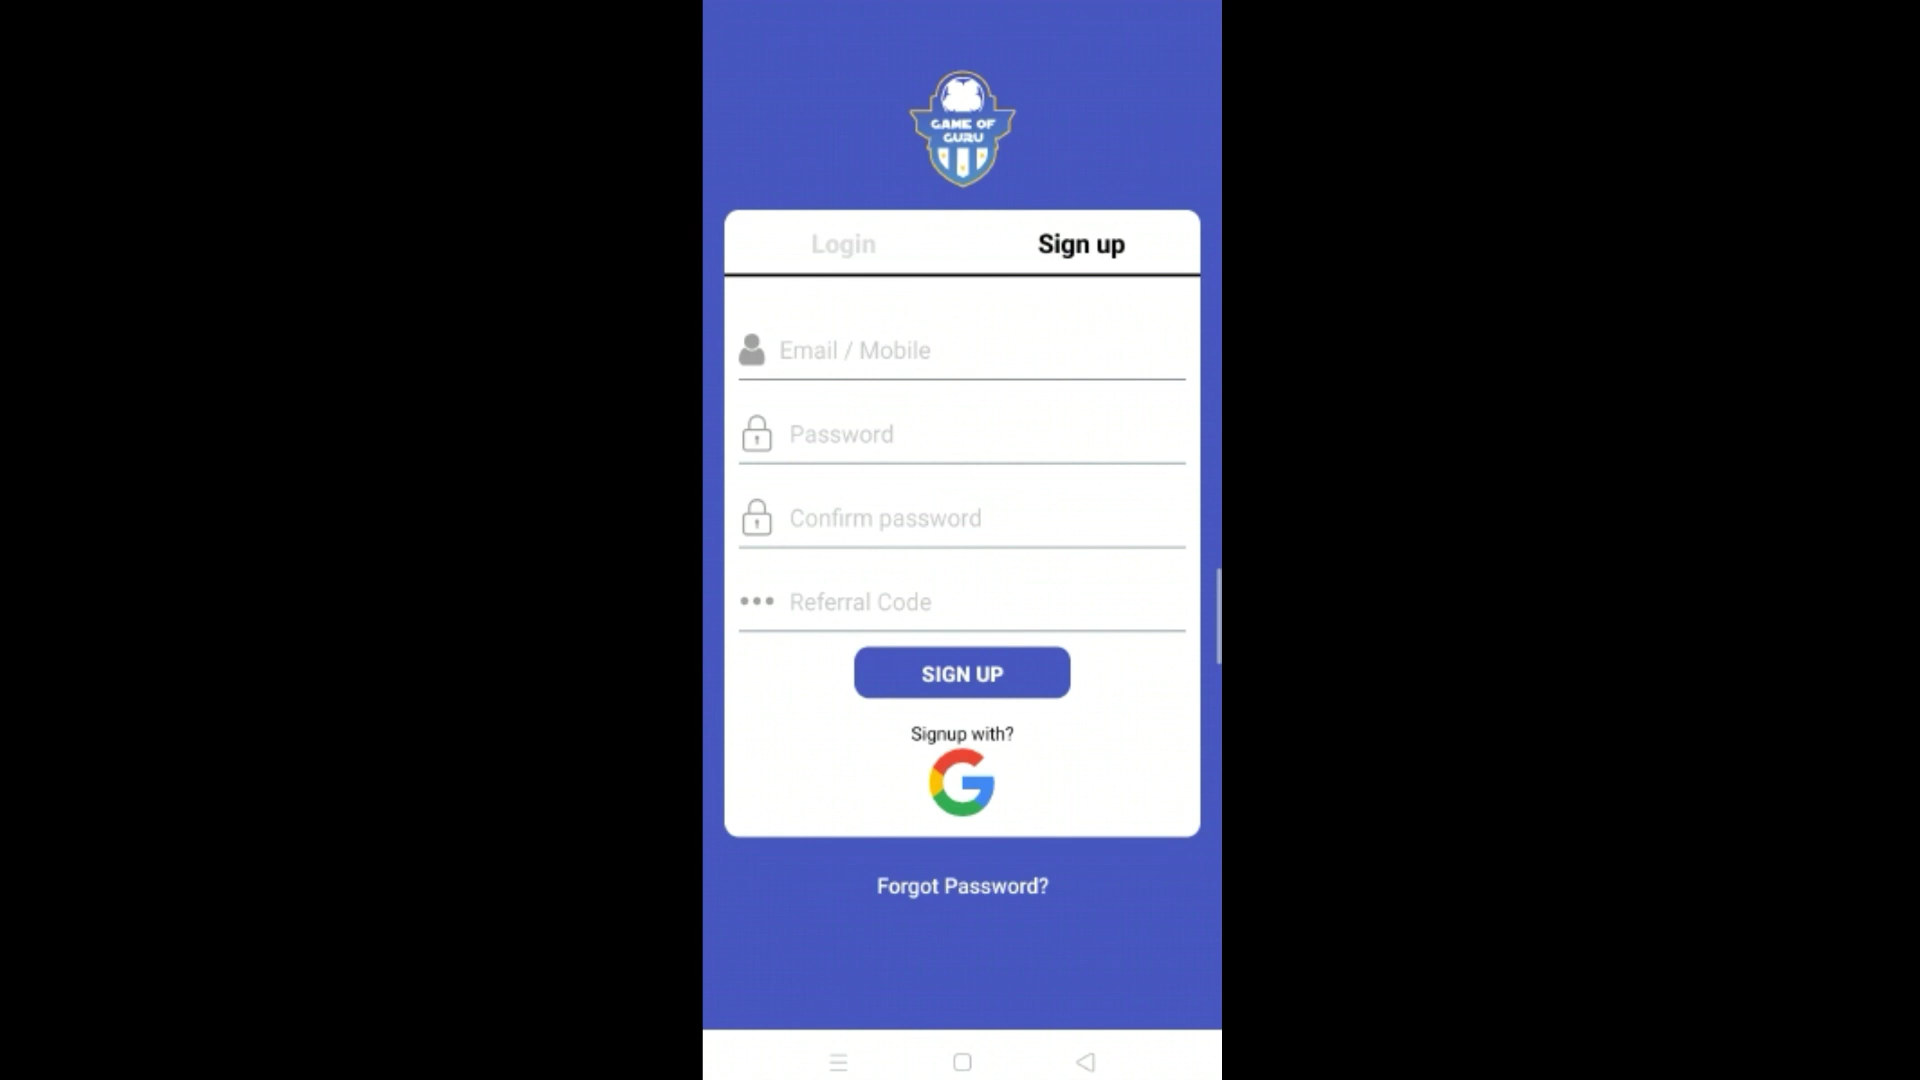 GAME OF
GURU
Login
Sign up
Email / Mobile
Password
Confirm password
Referral Code
SIGN UP
Signup with?
Forgot Password?